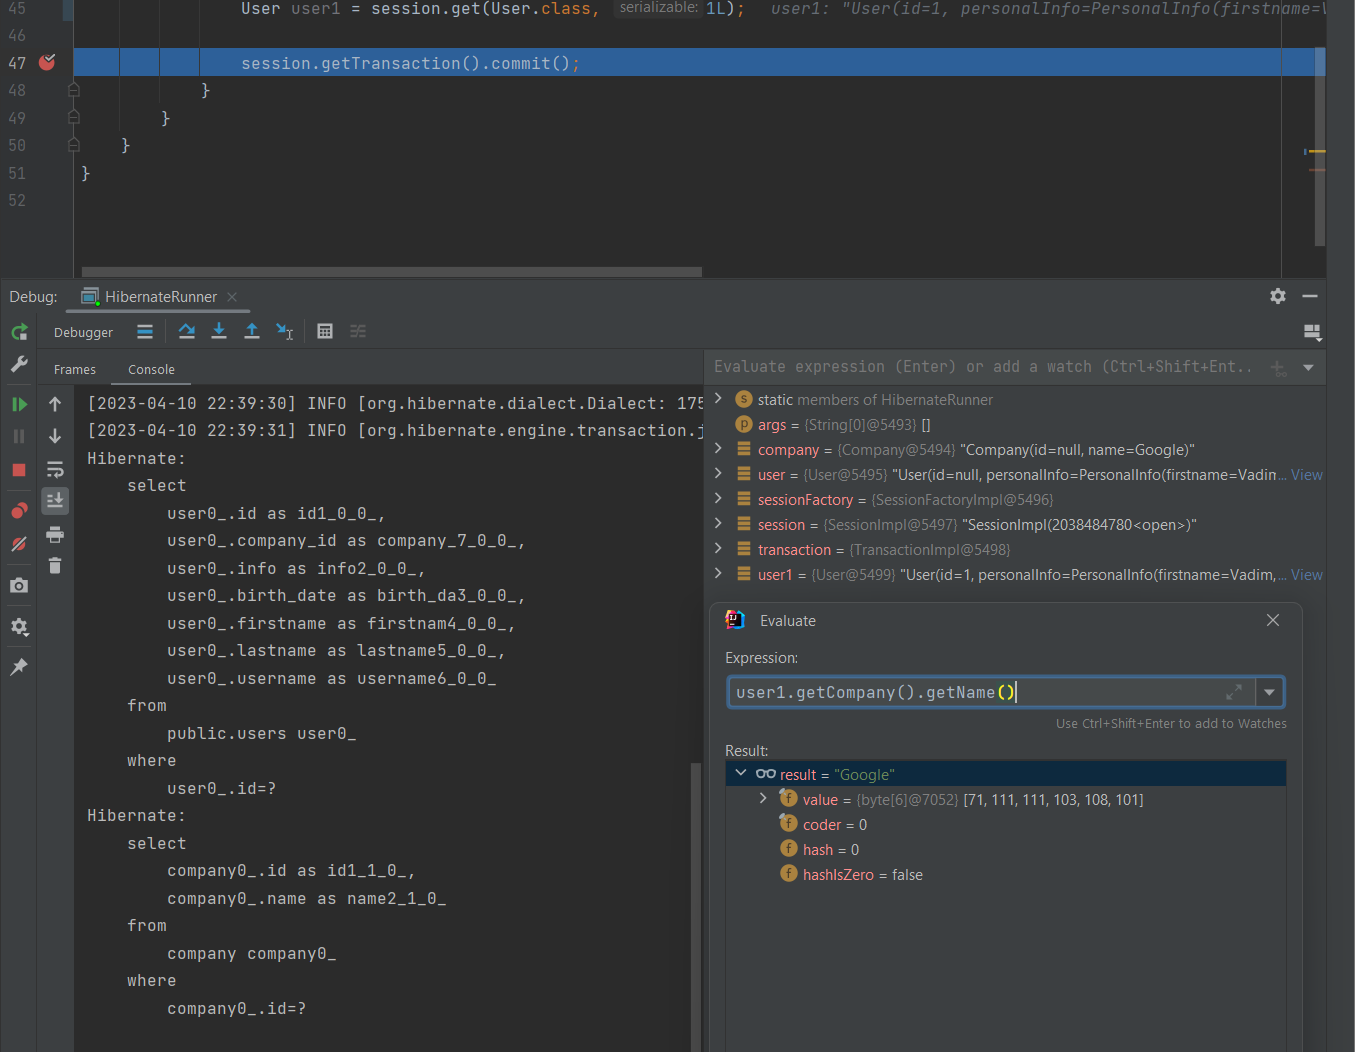 45 User user1 = session.get(User.class, serializable: 1L); user1: "User(id=1, personalInfo=PersonalInfo(firstname=V
46
47 session.getTransaction().commit();
48 }
49 }
50 }
51 }
52
Debug: HibernateRunner
Debugger
Frames Console
Evaluate expression (Enter) or add a watch (Ctrl+Shift+Ent..
[2023-04-10 22:39:30] INFO [org.hibernate.dialect.Dialect: 175
[2023-04-10 22:39:31] INFO [org.hibernate.engine.transaction.j
Hibernate:
select
user0_.id as id1_0_0_,
user0_.company_id as company_7_0_0_,
user0_.info as info2_0_0_,
user0_.birth_date as birth_da3_0_0_,
user0_.firstname as firstnam4_0_0_,
user0_.lastname as lastname5_0_0_,
user0_.username as username6_0_0_
from
public.users user0_
where
user0_.id=?
Hibernate:
select
company0_.id as id1_1_0_,
company0_.name as name2_1_0_
from
company company0_
where
company0_.id=?
s static members of HibernateRunner
p args = {String[0]@5493} []
company = {Company@5494} "Company(id=null, name=Google)"
user = {User@5495} "User(id=null, personalInfo=PersonalInfo(firstname=Vadin... View
sessionFactory = {SessionFactoryImpl@5496}
session = {SessionImpl@5497} "SessionImpl(2038484780<open>)"
transaction = {TransactionImpl@5498}
user1 = {User@5499} "User(id=1, personalInfo=PersonalInfo(firstname=Vadim,... View
IJ Evaluate
Expression:
user1.getCompany().getName()
Use Ctrl+Shift+Enter to add to Watches
Result:
result = "Google"
f value = {byte[6]@7052} [71, 111, 111, 103, 108, 101]
f coder = 0
f hash = 0
f hashIsZero = false